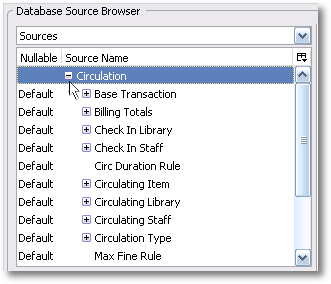 Database Source Browser
Sources
Nullable Source Name
Circulation
Default Base Transaction
Default Billing Totals
Default Check In Library
Default Check In Staff
Default Circ Duration Rule
Default Circulating Item
Default Circulating Library
Default Circulating Staff
Default Circulation Type
Default Max Fine Rule